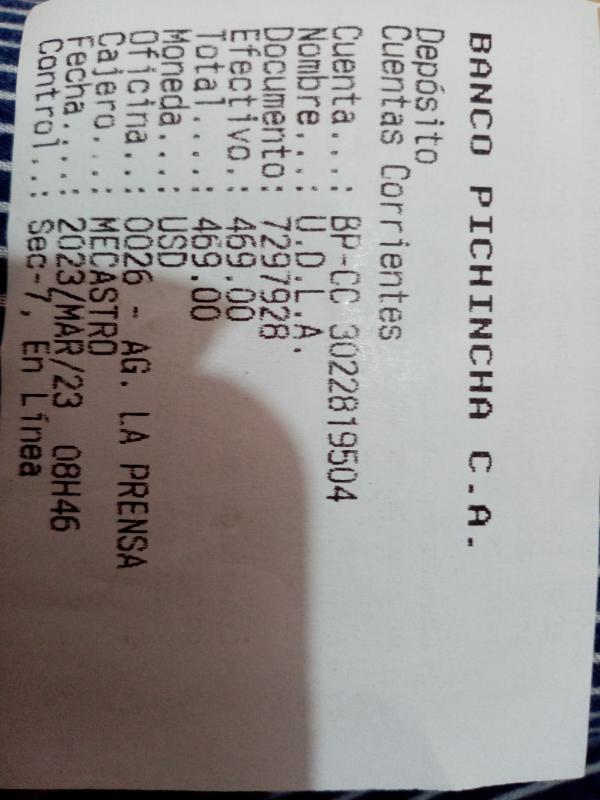 BANCO PICHINCHA C.A.
Depósito
Cuentas Corrientes
Cuenta...: BP-CC 3022819504
Nombre...: U.D.L.A.
Documento: 7297928
Efectivo.: 469.00
Total....: 469.00
Moneda...: USD
Oficina..: 0026 - AG. LA PRENSA
Cajero...: MECASTRO
Fecha....: 2023/MAR/23 08H46
Control..: Sec-7, En Línea